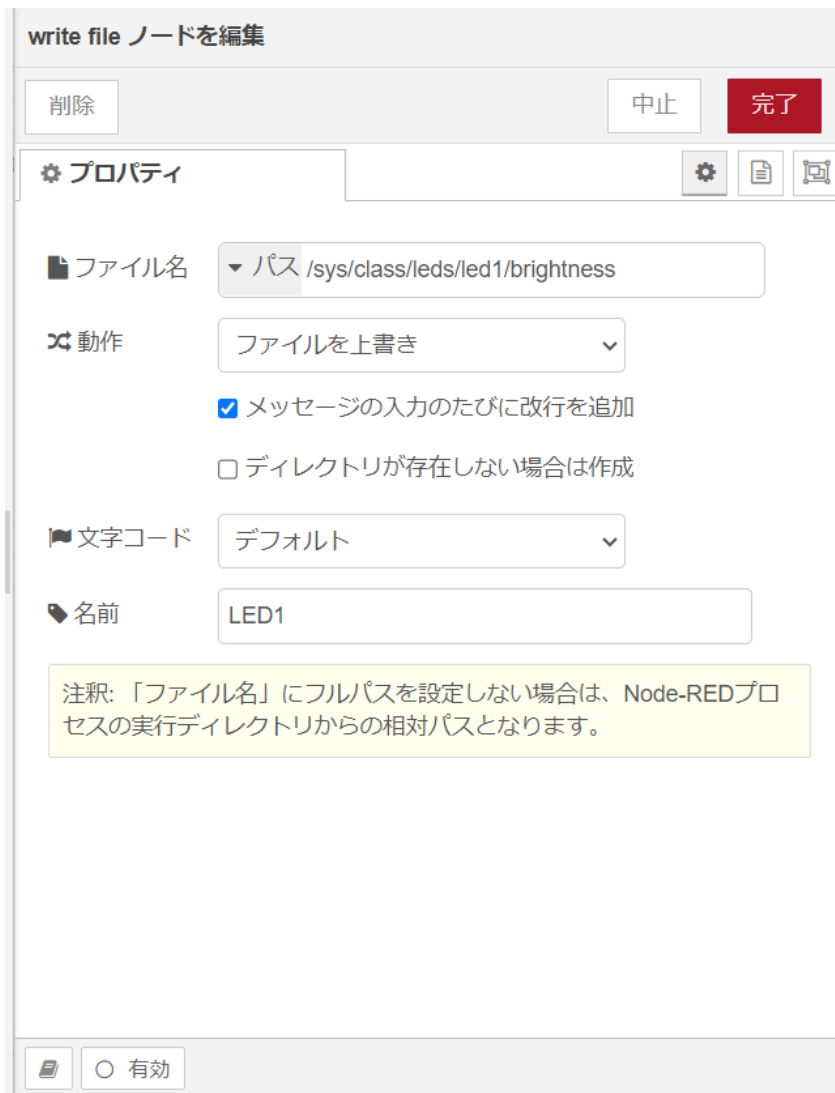 write file ノードを編集
削除
中止
完了
プロパティ
ファイル名
パス /sys/class/leds/led1/brightness
動作
ファイルを上書き
メッセージの入力のたびに改行を追加
ディレクトリが存在しない場合は作成
文字コード
デフォルト
名前
LED1
注釈: 「ファイル名」にフルパスを設定しない場合は、Node-REDプロ
セスの実行ディレクトリからの相対パスとなります。
有効